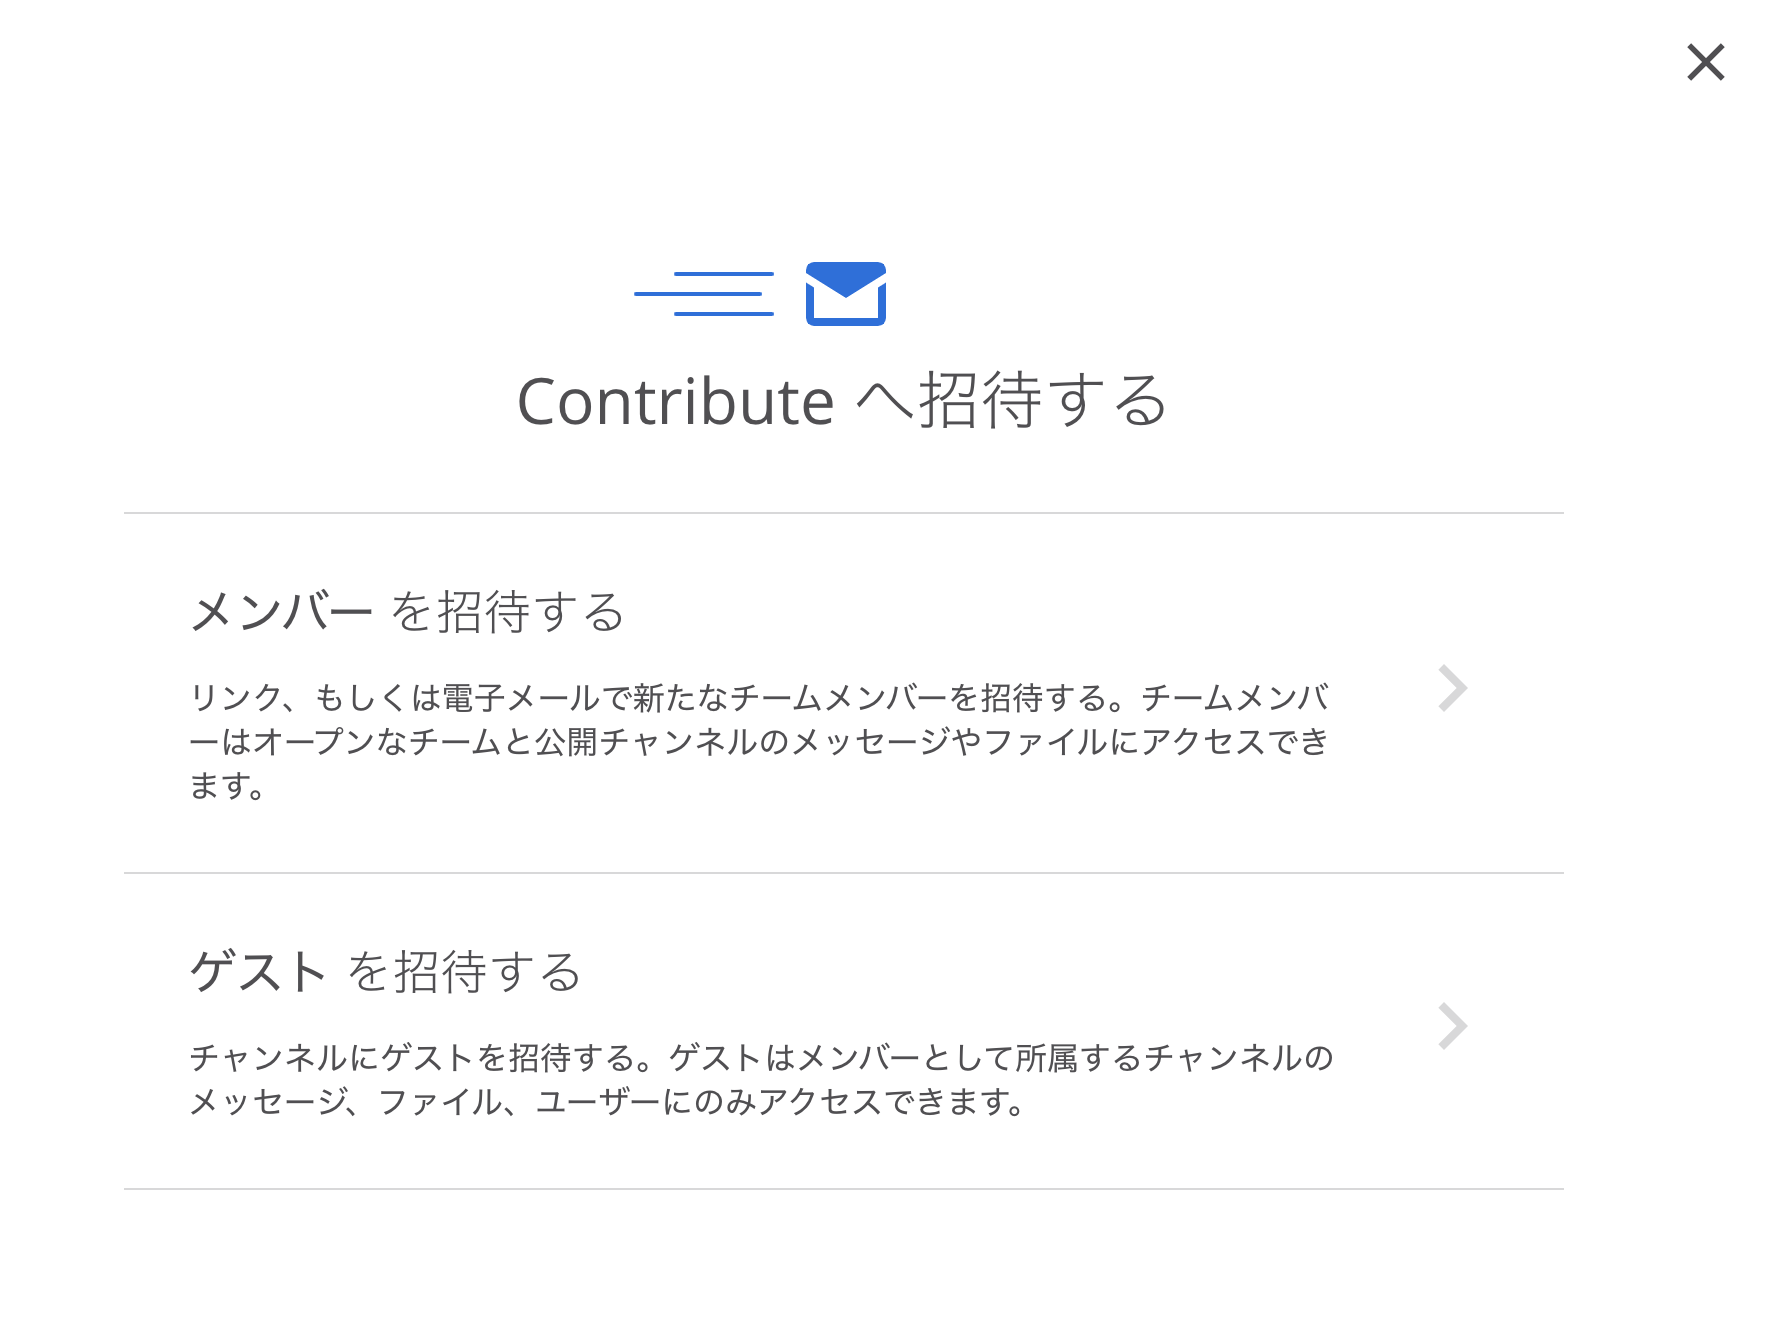 Contribute へ招待する
メンバー を招待する
リンク、もしくは電子メールで新たなチームメンバーを招待する。チームメンバ
ーはオープンなチームと公開チャンネルのメッセージやファイルにアクセスでき
ます。
ゲスト を招待する
チャンネルにゲストを招待する。ゲストはメンバーとして所属するチャンネルの
メッセージ、ファイル、ユーザーにのみアクセスできます。